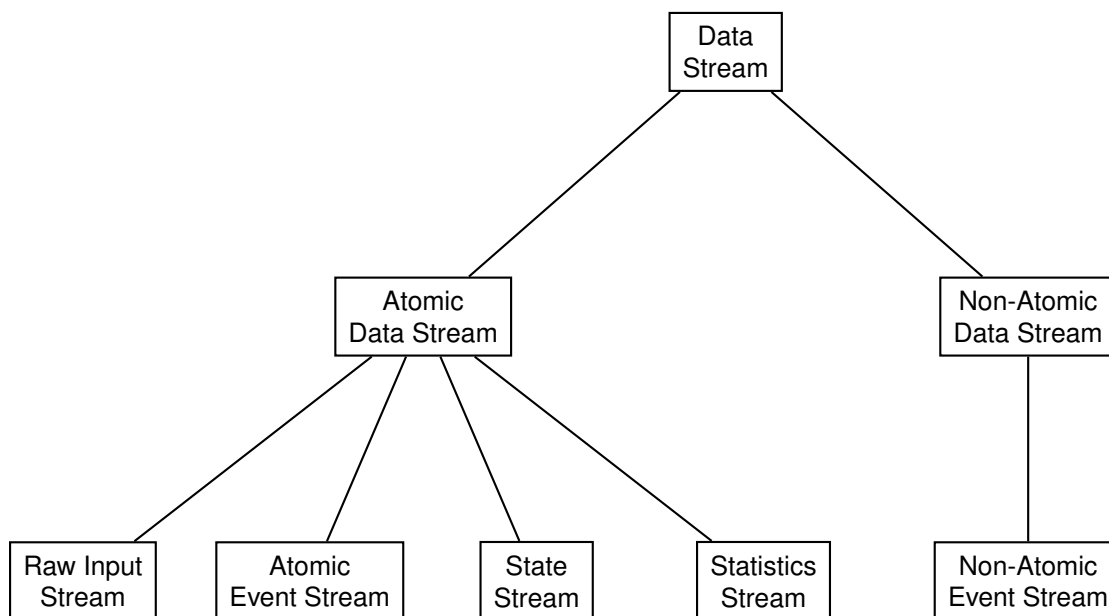 Data
Stream
Atomic
Data Stream
Non-Atomic
Data Stream
Raw Input
Stream
Atomic
Event Stream
State
Stream
Statistics
Stream
Non-Atomic
Event Stream